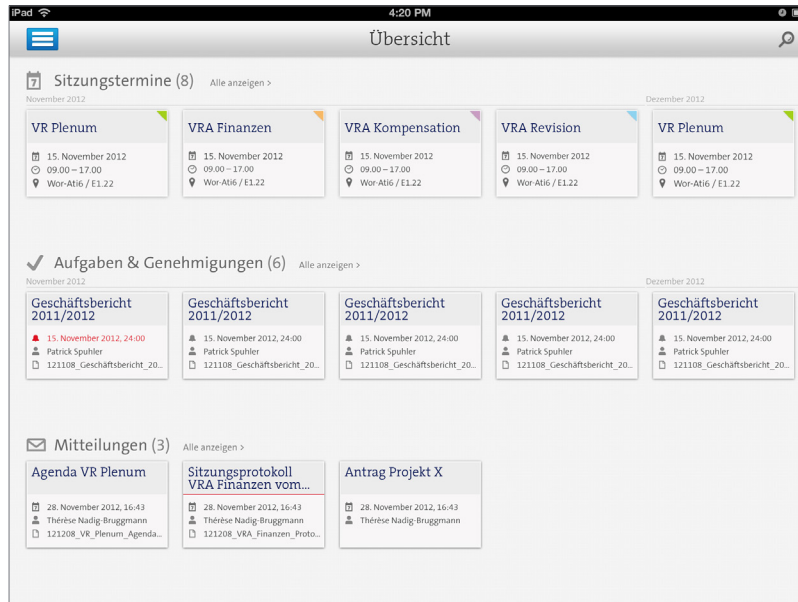 iPad 4:20 PM
Übersicht
7 Sitzungstermine (8) Alle anzeigen >
November 2012 Dezember 2012
VR Plenum
15. November 2012
09.00 – 17.00
Wor-Ati6 / E1.22
VRA Finanzen
15. November 2012
09.00 – 17.00
Wor-Ati6 / E1.22
VRA Kompensation
15. November 2012
09.00 – 17.00
Wor-Ati6 / E1.22
VRA Revision
15. November 2012
09.00 – 17.00
Wor-Ati6 / E1.22
VR Plenum
15. November 2012
09.00 – 17.00
Wor-Ati6 / E1.22
Aufgaben & Genehmigungen (6) Alle anzeigen >
November 2012 Dezember 2012
Geschäftsbericht
2011/2012
15. November 2012, 24:00
Patrick Spuhler
121108_Geschäftsbericht_20...
Geschäftsbericht
2011/2012
15. November 2012, 24:00
Patrick Spuhler
121108_Geschäftsbericht_20...
Geschäftsbericht
2011/2012
15. November 2012, 24:00
Patrick Spuhler
121108_Geschäftsbericht_20...
Geschäftsbericht
2011/2012
15. November 2012, 24:00
Patrick Spuhler
121108_Geschäftsbericht_20...
Geschäftsbericht
2011/2012
15. November 2012, 24:00
Patrick Spuhler
121108_Geschäftsbericht_20...
Mitteilungen (3) Alle anzeigen >
Agenda VR Plenum
28. November 2012, 16:43
Thérèse Nadig-Bruggmann
121208_VR_Plenum_Agenda...
Sitzungsprotokoll
VRA Finanzen vom...
28. November 2012, 16:43
Thérèse Nadig-Bruggmann
121208_VRA_Finanzen_Proto...
Antrag Projekt X
28. November 2012, 16:43
Thérèse Nadig-Bruggmann